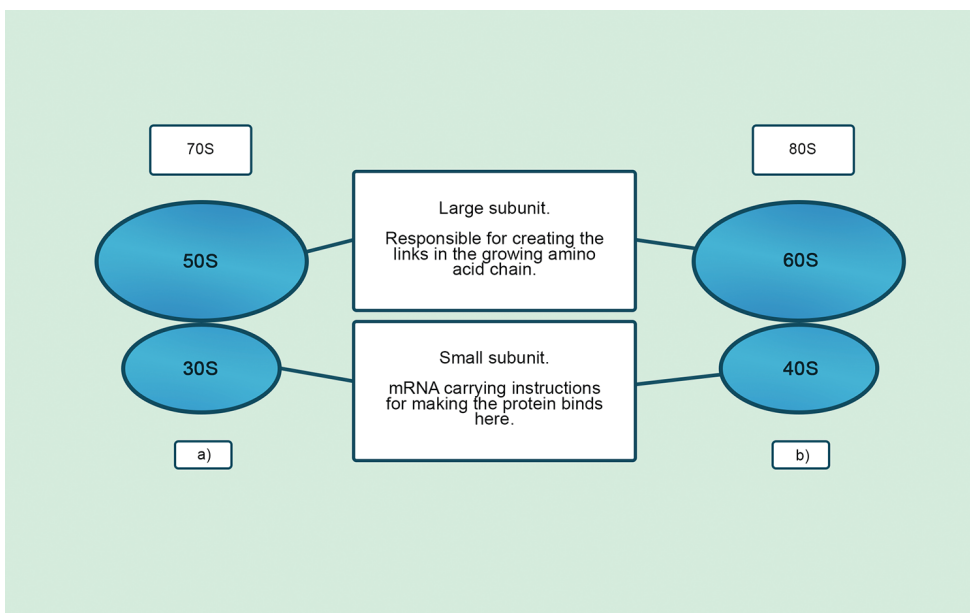 70S
80S
Large subunit.
Responsible for creating the
links in the growing amino
acid chain.
50S
60S
Small subunit.
mRNA carrying instructions
for making the protein binds
here.
30S
40S
a)
b)